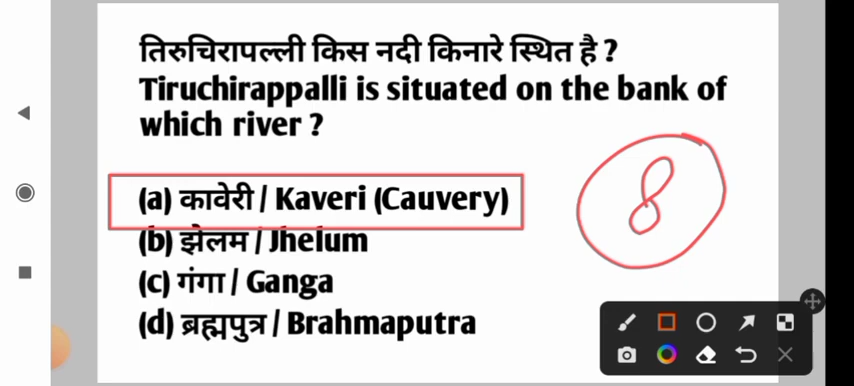 तिरुचिरापल्ली किस नदी किनारे स्थित है ?
Tiruchirappalli is situated on the bank of
which river ?
(a) कावेरी / Kaveri (Cauvery)
8
(b) झेलम / Jhelum
(c) गंगा / Ganga
(d) ब्रह्मपुत्र / Brahmaputra